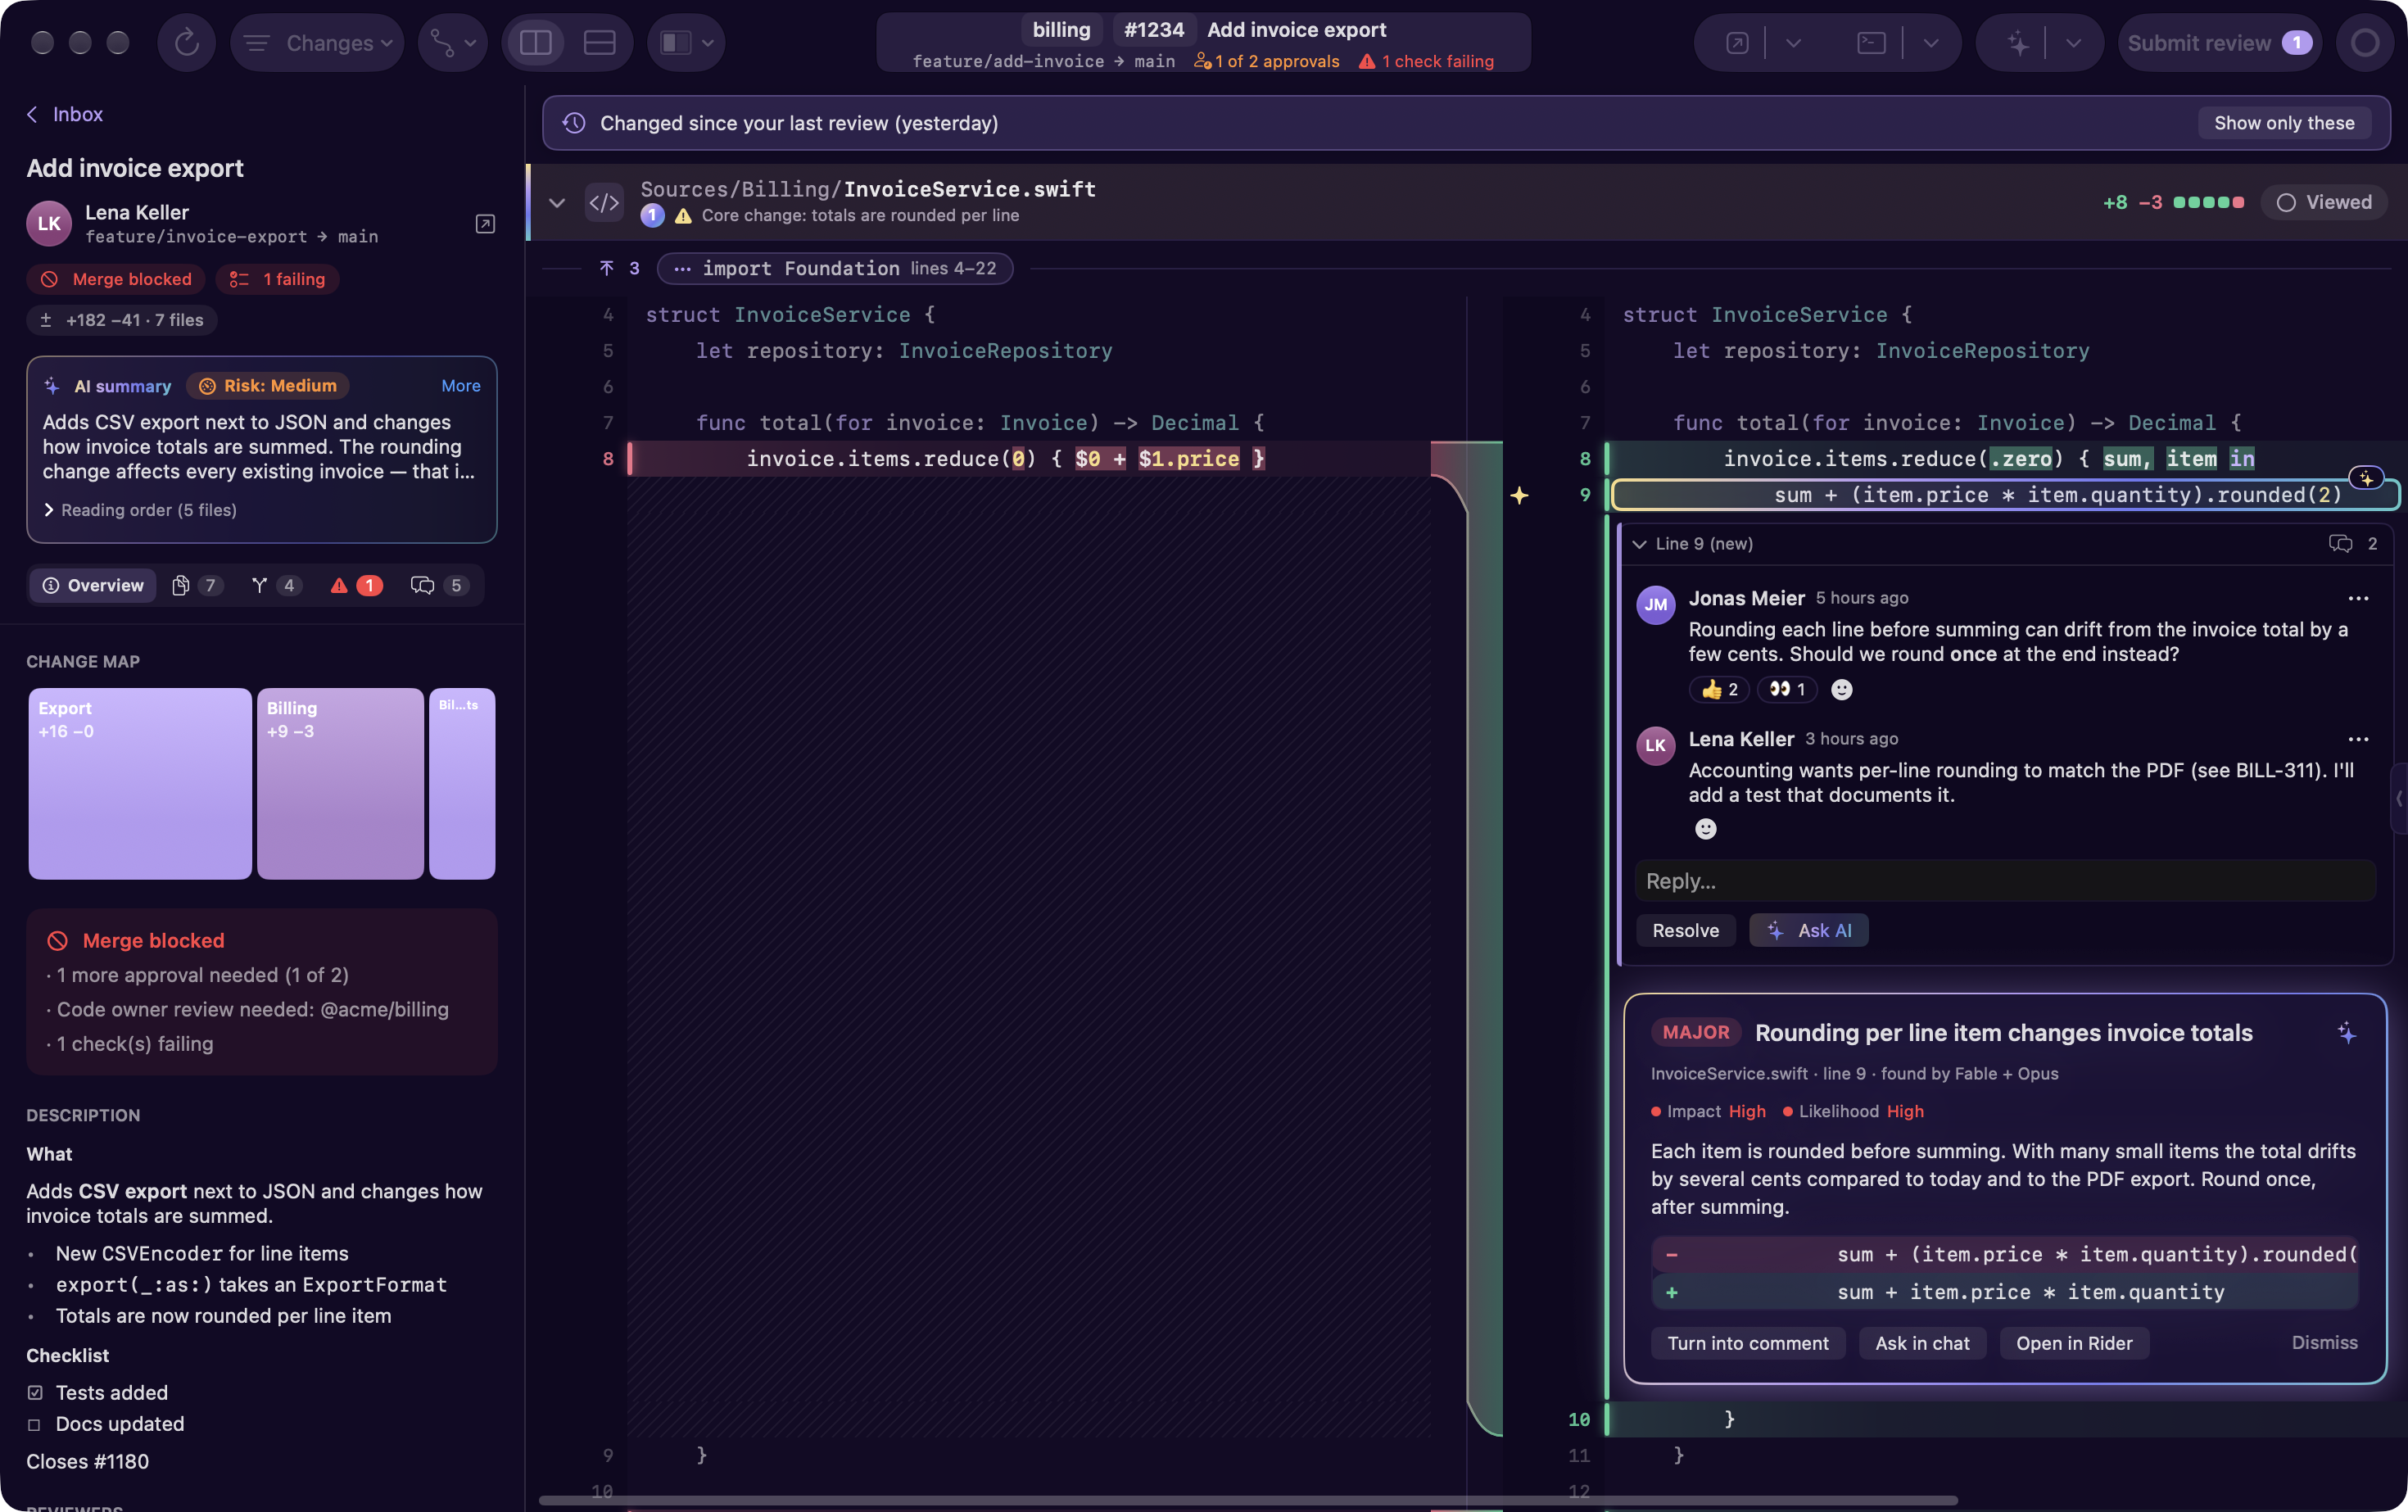 Changes
billing #1234 Add invoice export
feature/add-invoice → main 1 of 2 approvals 1 check failing
Submit review 1
Inbox
Add invoice export
LK Lena Keller
feature/invoice-export → main
Merge blocked 1 failing
+182 −41 · 7 files
AI summary Risk: Medium More
Adds CSV export next to JSON and changes
how invoice totals are summed. The rounding
change affects every existing invoice — that i...
Reading order (5 files)
Overview 7 4 1 5
CHANGE MAP
Export Billing Bil...ts
+16 −0 +9 −3
Merge blocked
· 1 more approval needed (1 of 2)
· Code owner review needed: @acme/billing
· 1 check(s) failing
DESCRIPTION
What
Adds CSV export next to JSON and changes how
invoice totals are summed.
• New CSVEncoder for line items
• export(_:as:) takes an ExportFormat
• Totals are now rounded per line item
Checklist
Tests added
Docs updated
Closes #1180
REVIEWERS
Changed since your last review (yesterday) Show only these
Sources/Billing/InvoiceService.swift
1 Core change: totals are rounded per line
+8 −3 Viewed
3 ··· import Foundation lines 4–22
4 struct InvoiceService {
5 let repository: InvoiceRepository
6
7 func total(for invoice: Invoice) -> Decimal {
8 invoice.items.reduce(0) { $0 + $1.price }
9 }
10
4 struct InvoiceService {
5 let repository: InvoiceRepository
6
7 func total(for invoice: Invoice) -> Decimal {
8 invoice.items.reduce(.zero) { sum, item in
9 sum + (item.price * item.quantity).rounded(2)
Line 9 (new) 2
JM Jonas Meier 5 hours ago
Rounding each line before summing can drift from the invoice total by a
few cents. Should we round once at the end instead?
👍 2 👀 1
LK Lena Keller 3 hours ago
Accounting wants per-line rounding to match the PDF (see BILL-311). I'll
add a test that documents it.
Reply...
Resolve Ask AI
MAJOR Rounding per line item changes invoice totals
InvoiceService.swift · line 9 · found by Fable + Opus
Impact High Likelihood High
Each item is rounded before summing. With many small items the total drifts
by several cents compared to today and to the PDF export. Round once,
after summing.
− sum + (item.price * item.quantity).rounded(
+ sum + item.price * item.quantity
Turn into comment Ask in chat Open in Rider Dismiss
10 }
11 }
12